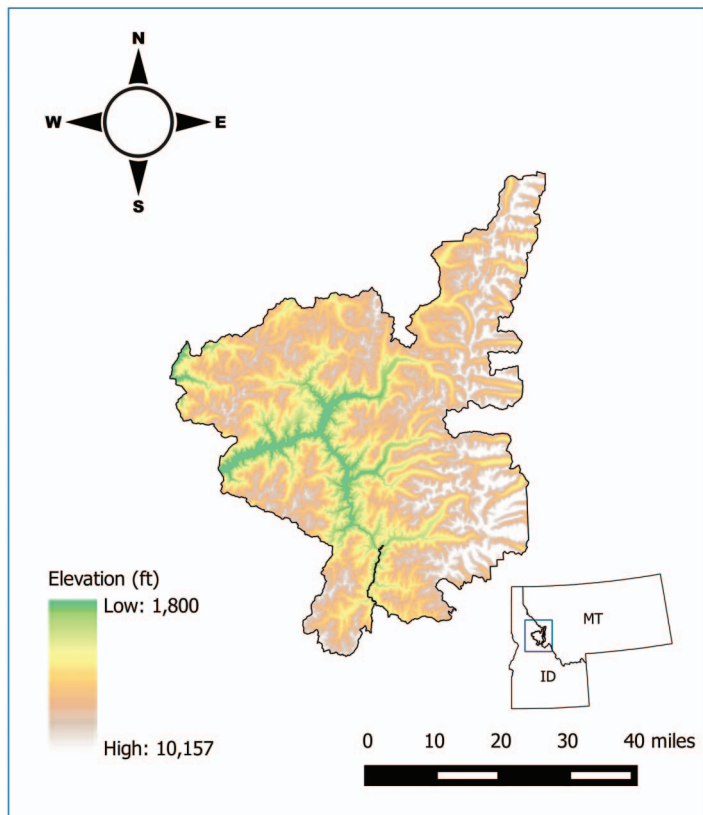 N
W E
S
Elevation (ft)
Low: 1,800
High: 10,157
MT
ID
0 10 20 30 40 miles